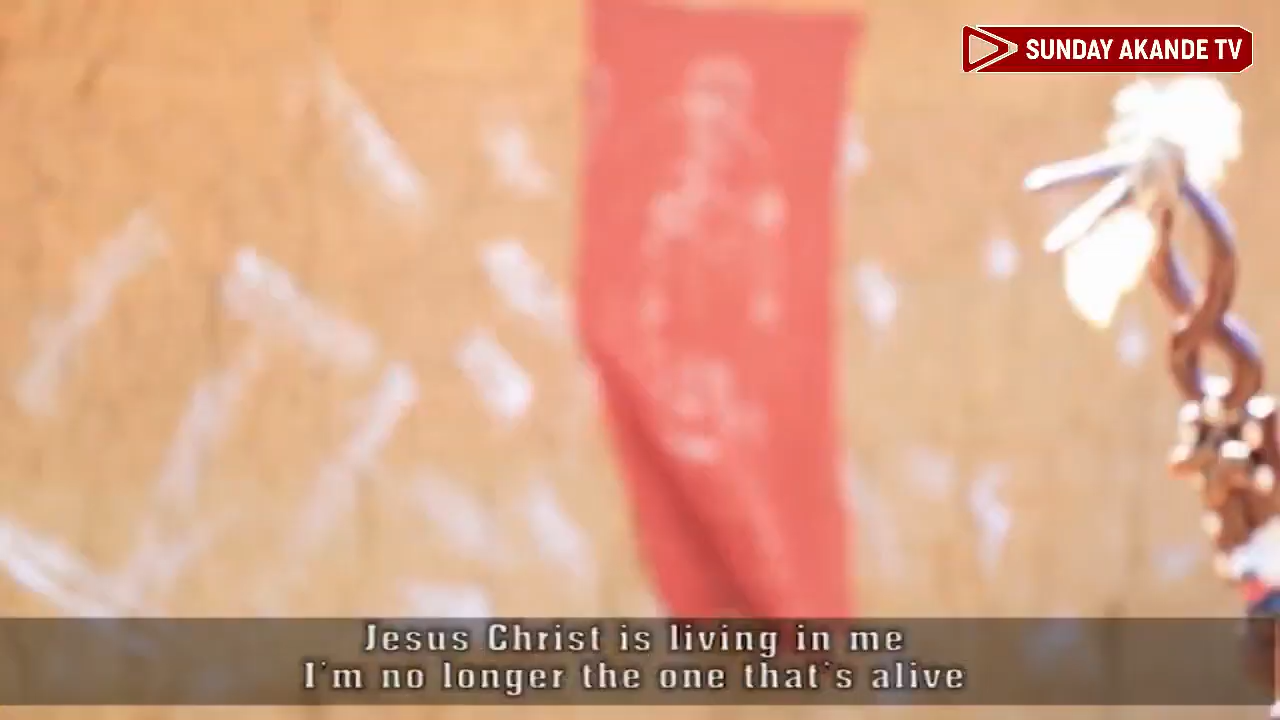 SUNDAY AKANDE TV
Jesus Christ is living in me
I'm no longer the one that's alive